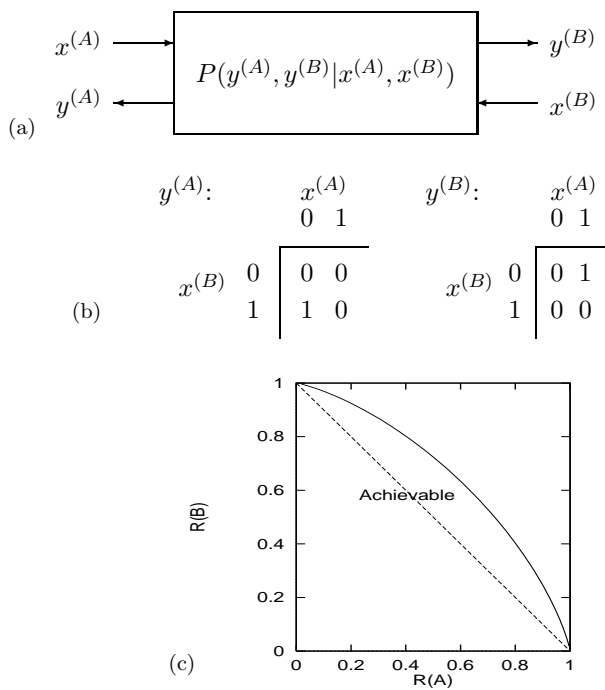 x^(A) y^(B)
P(y^(A), y^(B)|x^(A), x^(B))
y^(A) x^(B)
(a)
y^(A): x^(A) y^(B): x^(A)
0 1 0 1
x^(B) 0 0 0 x^(B) 0 0 1
1 1 0 1 0 0
(b)
1
0.8
0.6
Achievable
R(B)
0.4
0.2
0
0 0.2 0.4 0.6 0.8 1
(c) R(A)